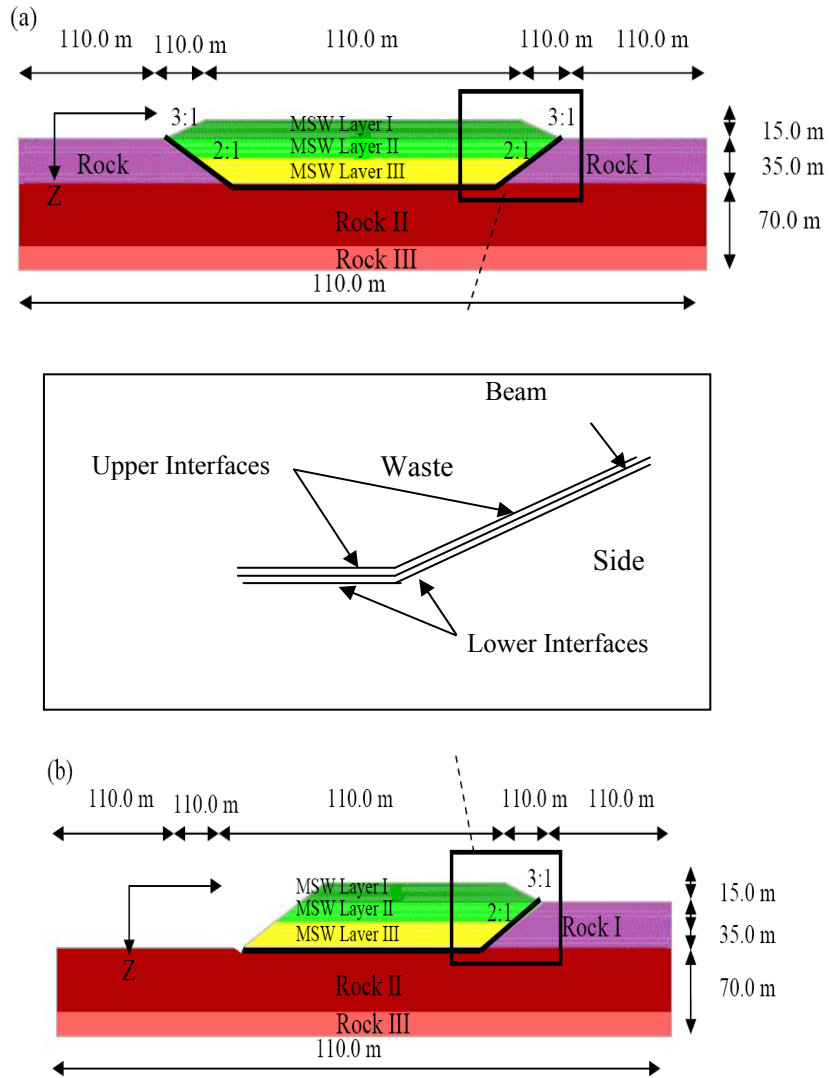 (a)
110.0 m 110.0 m 110.0 m 110.0 m 110.0 m
3:1 MSW Layer I 3:1 15.0 m
2:1 MSW Layer II 2:1
Rock MSW Layer III Rock I 35.0 m
Z
Rock II 70.0 m
Rock III
110.0 m
Beam
Upper Interfaces Waste
Side
Lower Interfaces
(b)
110.0 m 110.0 m 110.0 m 110.0 m 110.0 m
MSW Layer I 3:1 15.0 m
MSW Layer II 2:1
MSW Laver III Rock I 35.0 m
Z
Rock II 70.0 m
Rock III
110.0 m